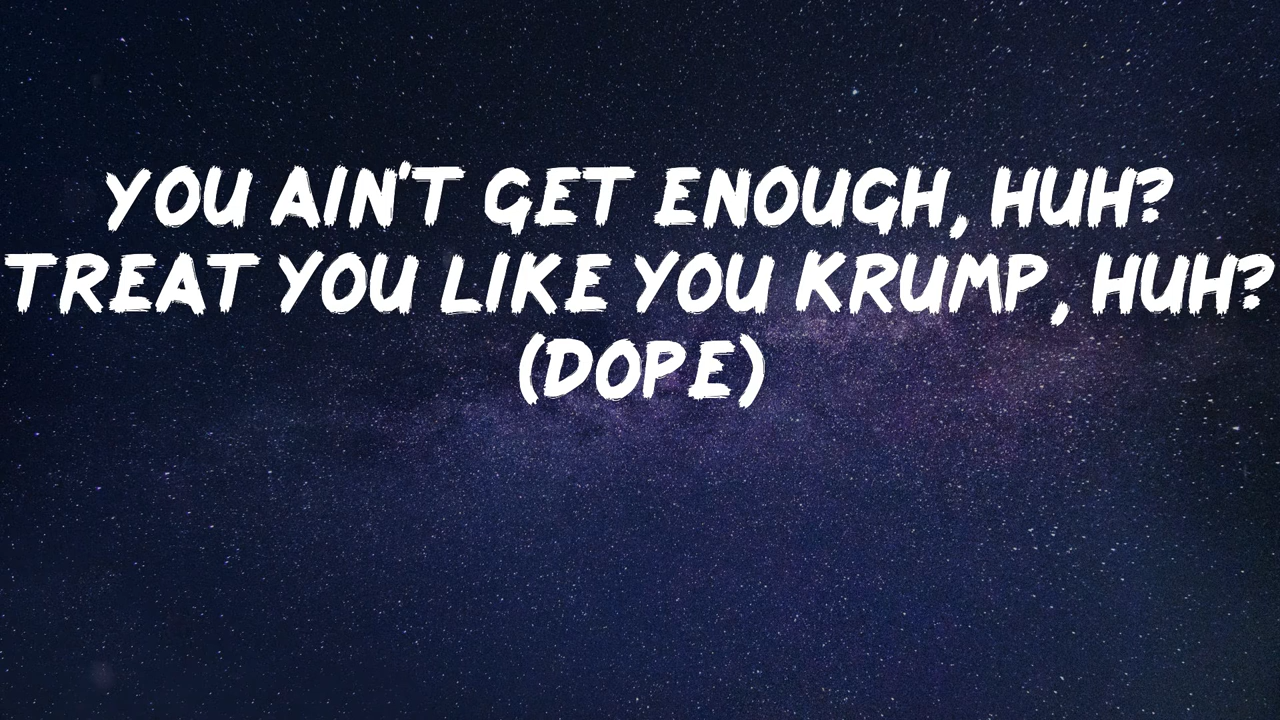 YOU AIN'T GET ENOUGH, HUH?
TREAT YOU LIKE YOU KRUMP, HUH?
(DOPE)